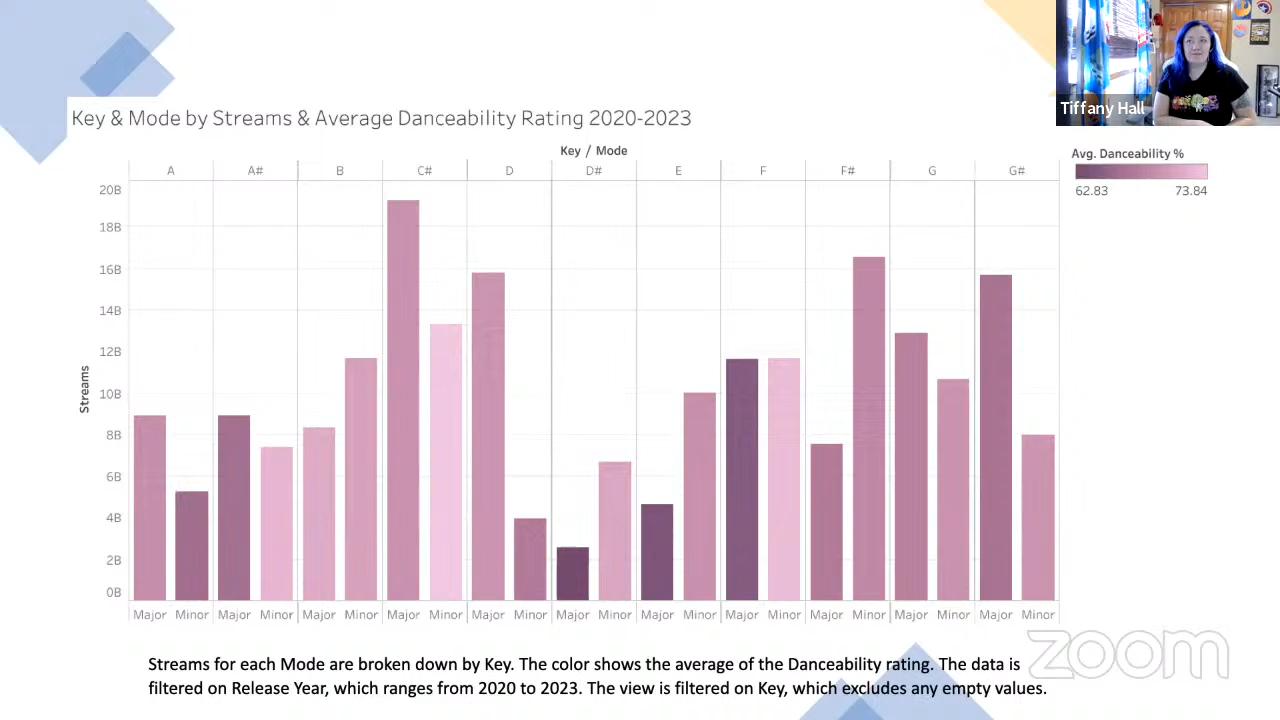 Tiffany Hall
Key & Mode by Streams & Average Danceability Rating 2020-2023
Key / Mode
Avg. Danceability %
62.83 73.84
A A# B C# D D# E F F# G G#
Streams
20B
18B
16B
14B
12B
10B
8B
6B
4B
2B
0B
Major Minor Major Minor Major Minor Major Minor Major Minor Major Minor Major Minor Major Minor Major Minor Major Minor Major Minor
zoom
Streams for each Mode are broken down by Key. The color shows the average of the Danceability rating. The data is
filtered on Release Year, which ranges from 2020 to 2023. The view is filtered on Key, which excludes any empty values.